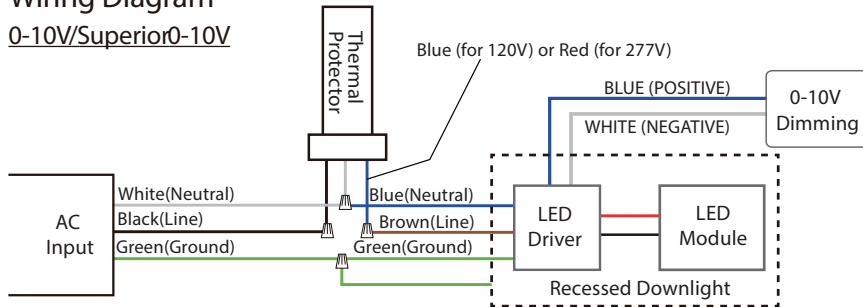 Wiring Diagram
0-10V/Superior0-10V
Thermal
Protector
Blue (for 120V) or Red (for 277V)
BLUE (POSITIVE)
WHITE (NEGATIVE)
0-10V
Dimming
AC
Input
White(Neutral)
Black(Line)
Green(Ground)
Blue(Neutral)
Brown(Line)
Green(Ground)
LED
Driver
LED
Module
Recessed Downlight